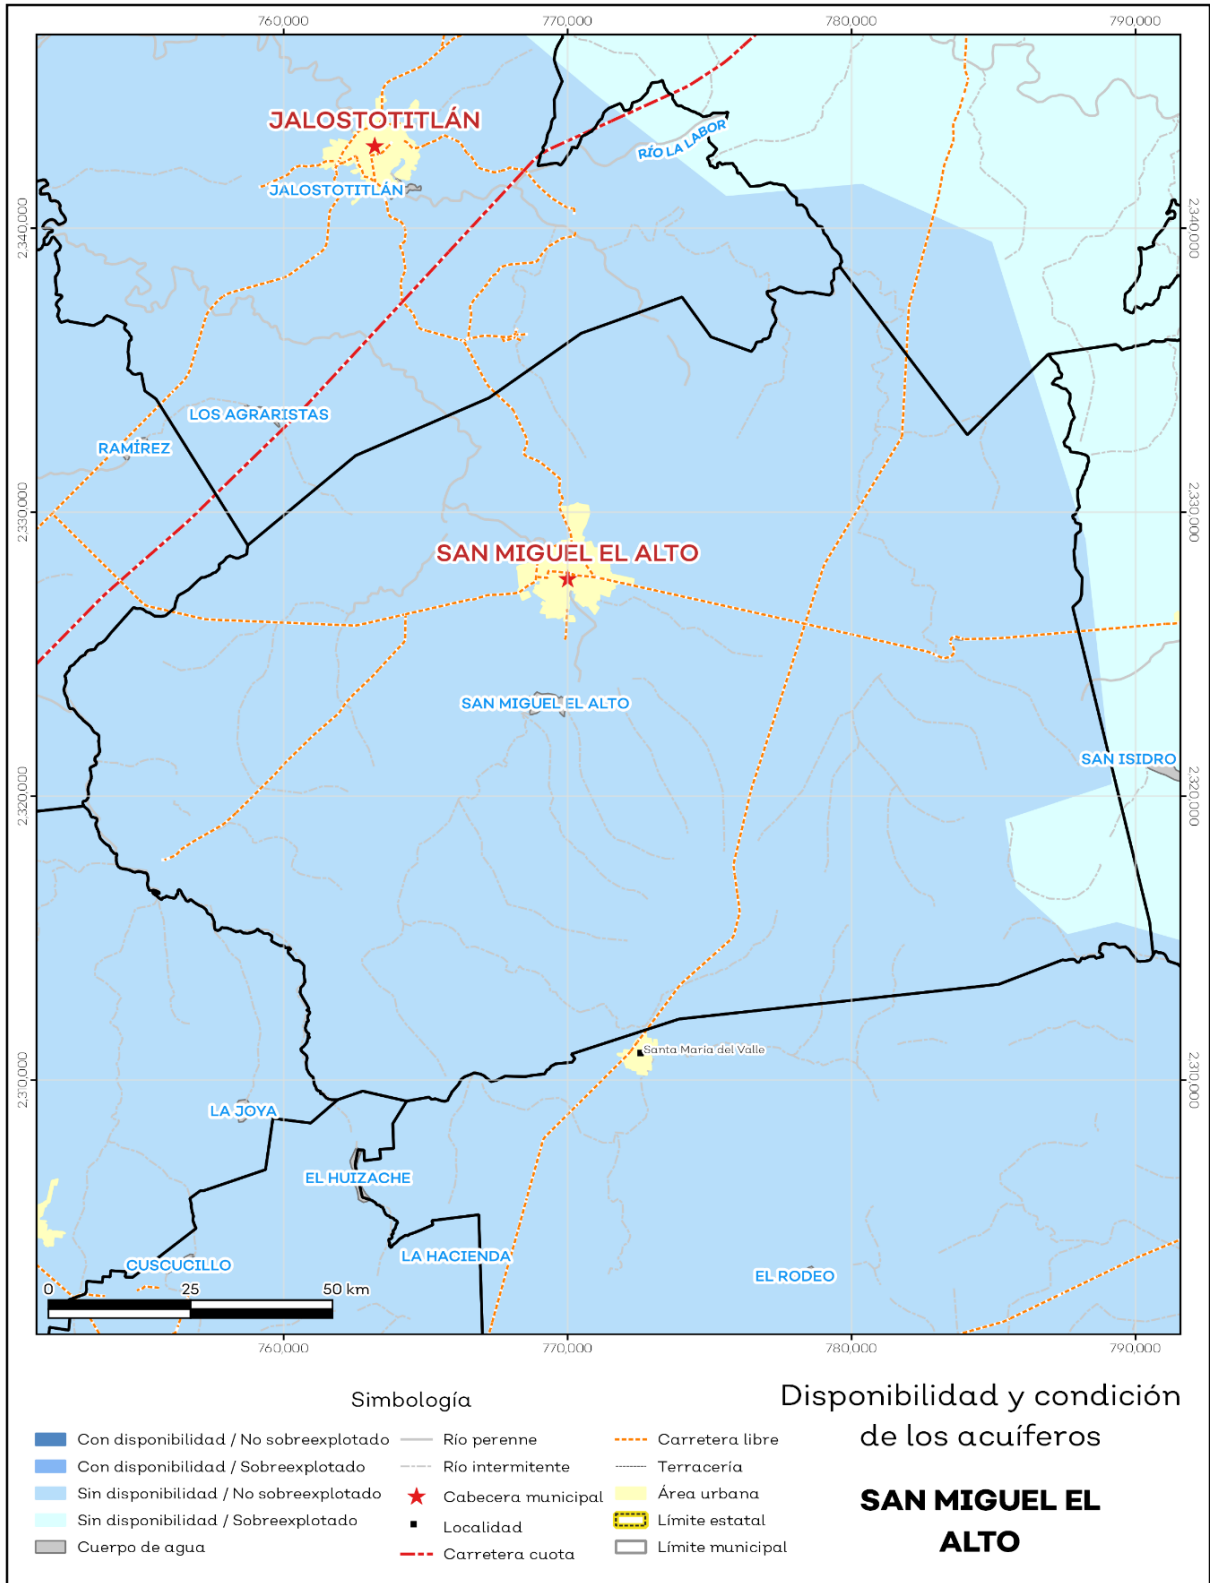 760,000 770,000 780,000 790,000
JALOSTOTITLÁN
RÍO LA LABOR
JALOSTOTITLÁN
2,340,000 2,340,000
LOS AGRARISTAS
RAMÍREZ
2,330,000 2,330,000
SAN MIGUEL EL ALTO
SAN MIGUEL EL ALTO
SAN ISIDRO
2,320,000 2,320,000
Santa María del Valle
2,310,000 2,310,000
LA JOYA
EL HUIZACHE
LA HACIENDA
CUSCUCILLO
EL RODEO
0 25 50 km
760,000 770,000 780,000 790,000
Simbología
Con disponibilidad / No sobreexplotado
Con disponibilidad / Sobreexplotado
Sin disponibilidad / No sobreexplotado
Sin disponibilidad / Sobreexplotado
Cuerpo de agua
Río perenne
Río intermitente
Cabecera municipal
Localidad
Carretera cuota
Carretera libre
Terracería
Área urbana
Límite estatal
Límite municipal
Disponibilidad y condición
de los acuíferos
SAN MIGUEL EL
ALTO